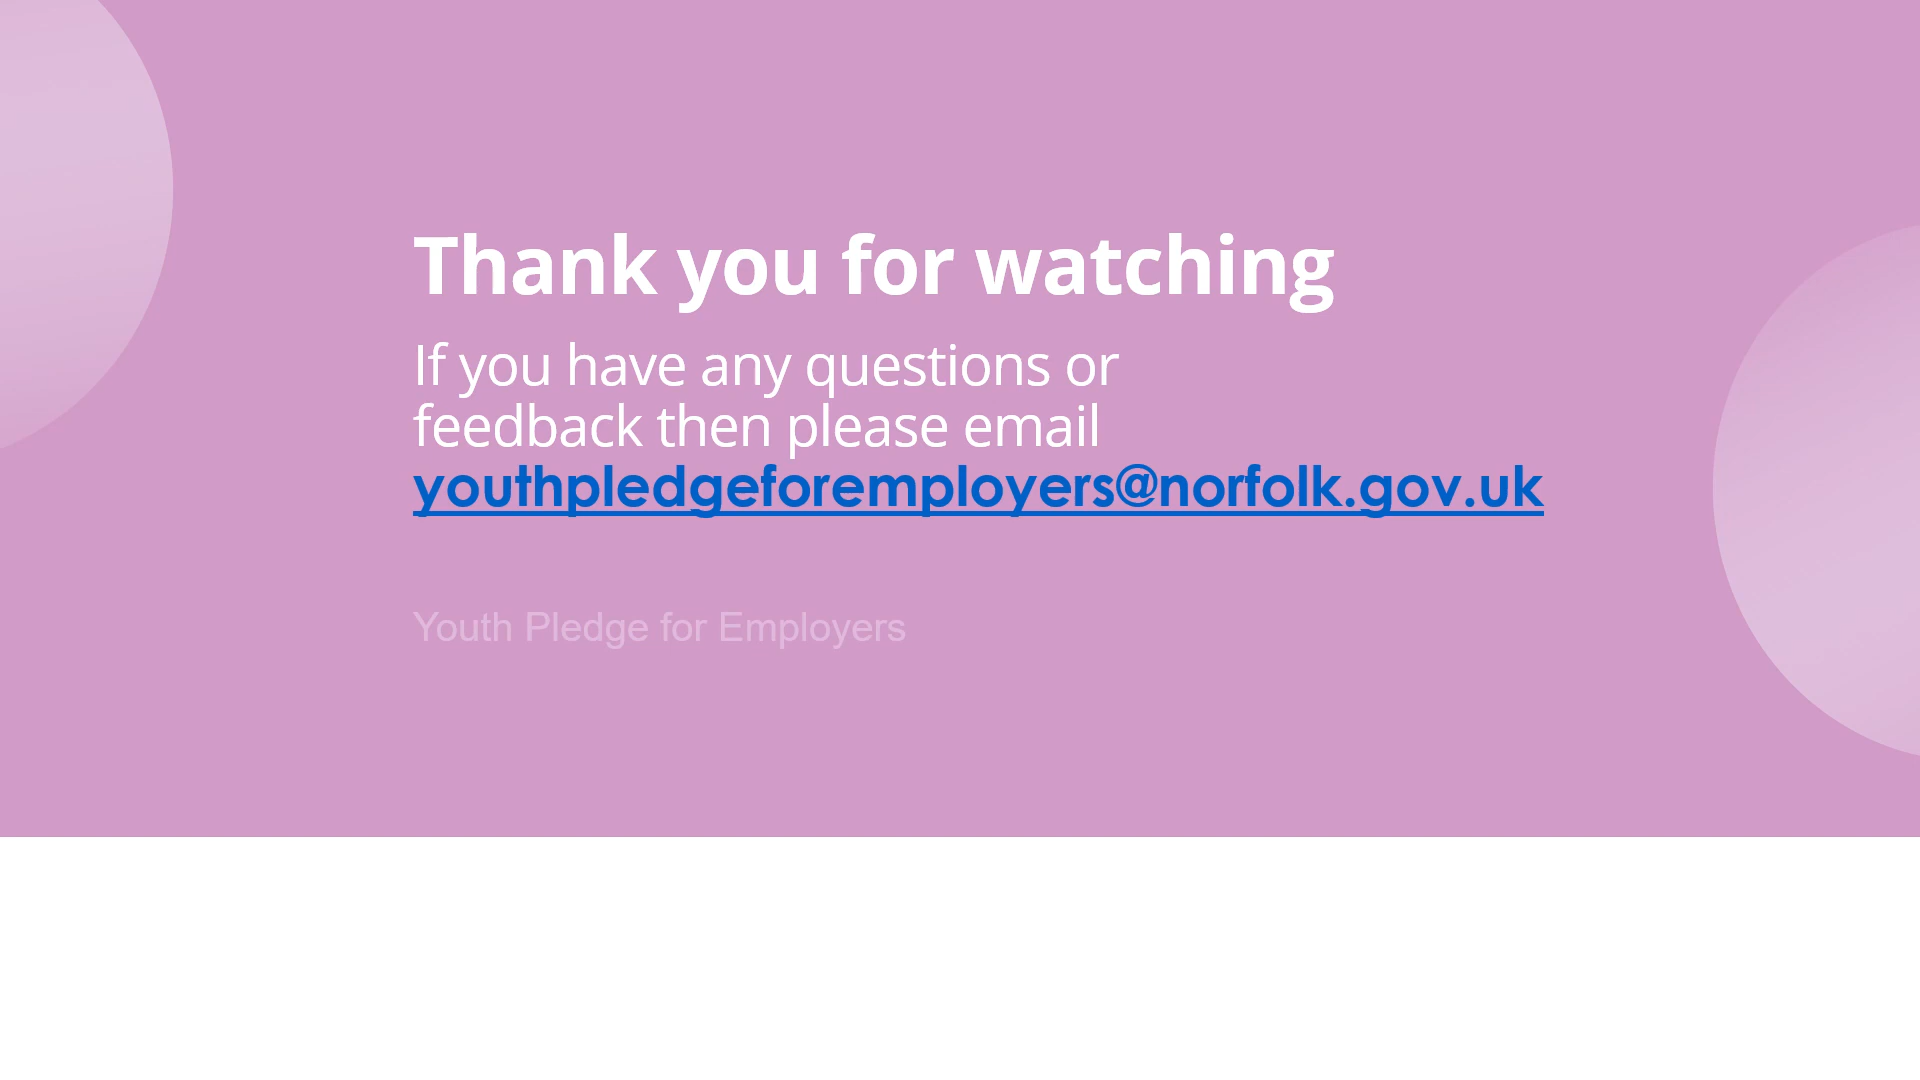 Thank you for watching
If you have any questions or
feedback then please email
youthpledgeforemployers@norfolk.gov.uk
Youth Pledge for Employers